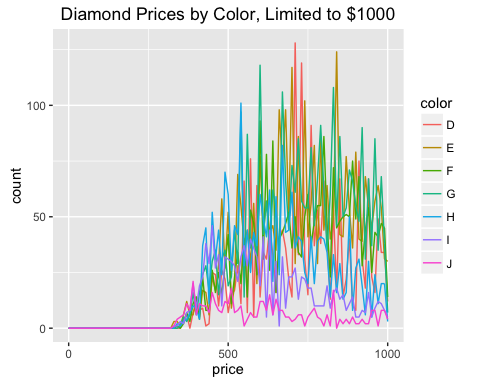 Diamond Prices by Color, Limited to $1000
count
100
50
0
0 500 1000
price
color
D
E
F
G
H
I
J